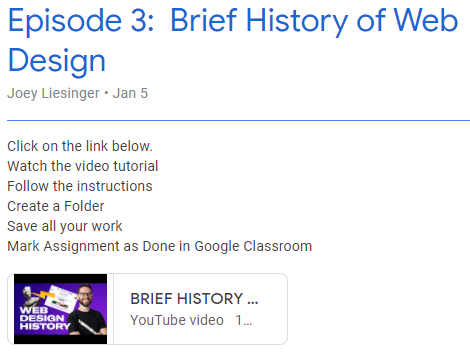 Episode 3:  Brief History of Web
Design
Joey Liesinger • Jan 5
Click on the link below.
Watch the video tutorial
Follow the instructions
Create a Folder
Save all your work
Mark Assignment as Done in Google Classroom
WEB
DESIGN
HISTORY
BRIEF HISTORY ...
YouTube video 1...